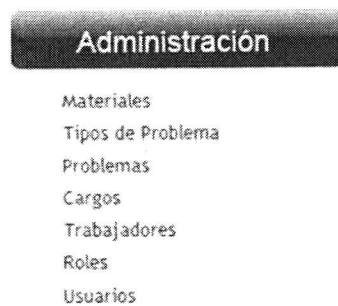 Administración
Materiales
Tipos de Problema
Problemas
Cargos
Trabajadores
Roles
Usuarios